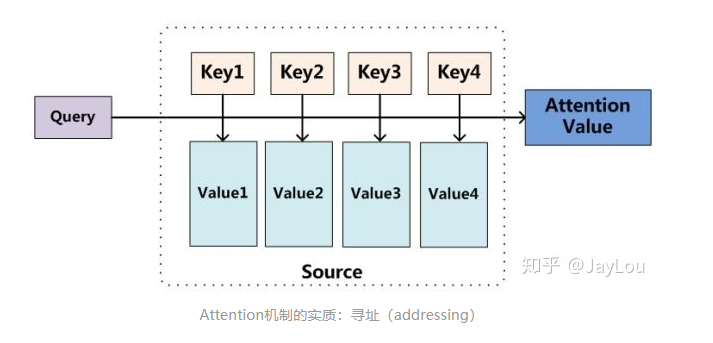 Key1 Key2 Key3 Key4
Query
Attention
Value
Value1 Value2 Value3 Value4
Source
知乎 @JayLou
Attention机制的实质：寻址（addressing）